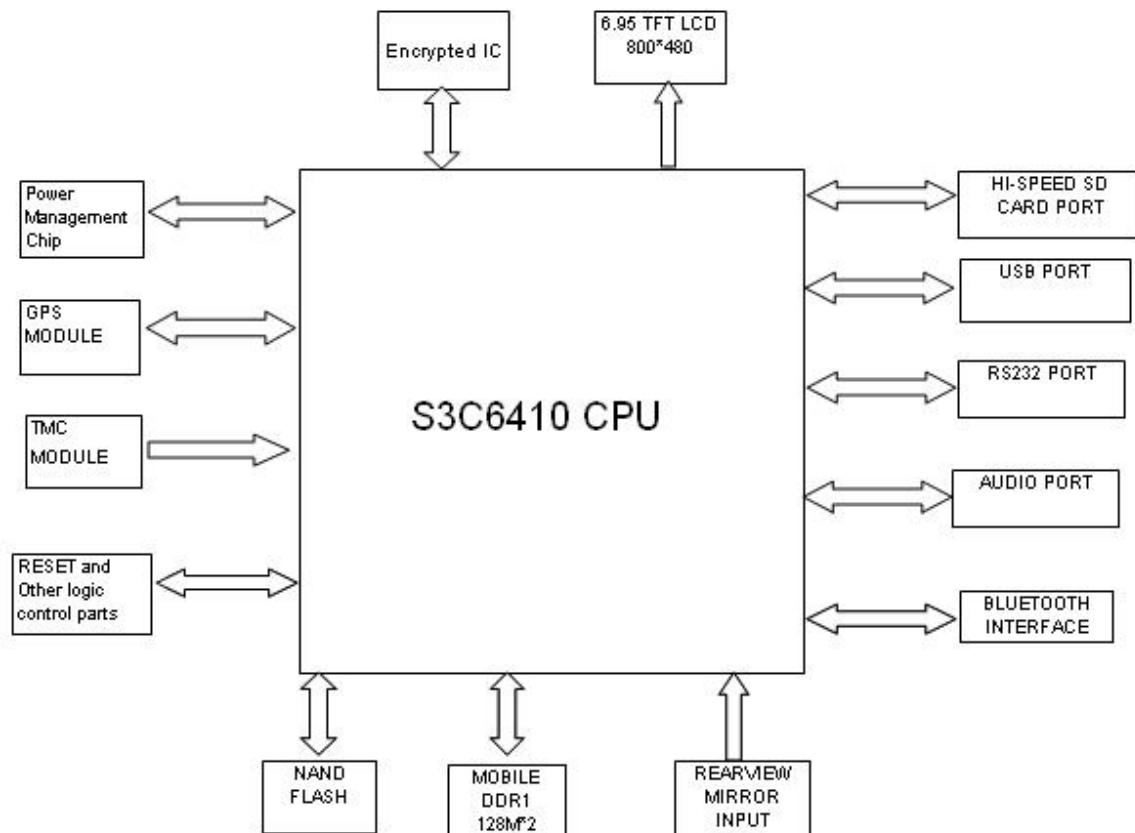 Encrypted IC
6.95 TFT LCD
800*480
Power
Management
Chip
HI-SPEED SD
CARD PORT
USB PORT
GPS
MODULE
RS232 PORT
S3C6410 CPU
TMC
MODULE
AUDIO PORT
RESET and
Other logic
control parts
BLUETOOTH
INTERFACE
NAND
FLASH
MOBILE
DDR1
128M*2
REARVIEW
MIRROR
INPUT